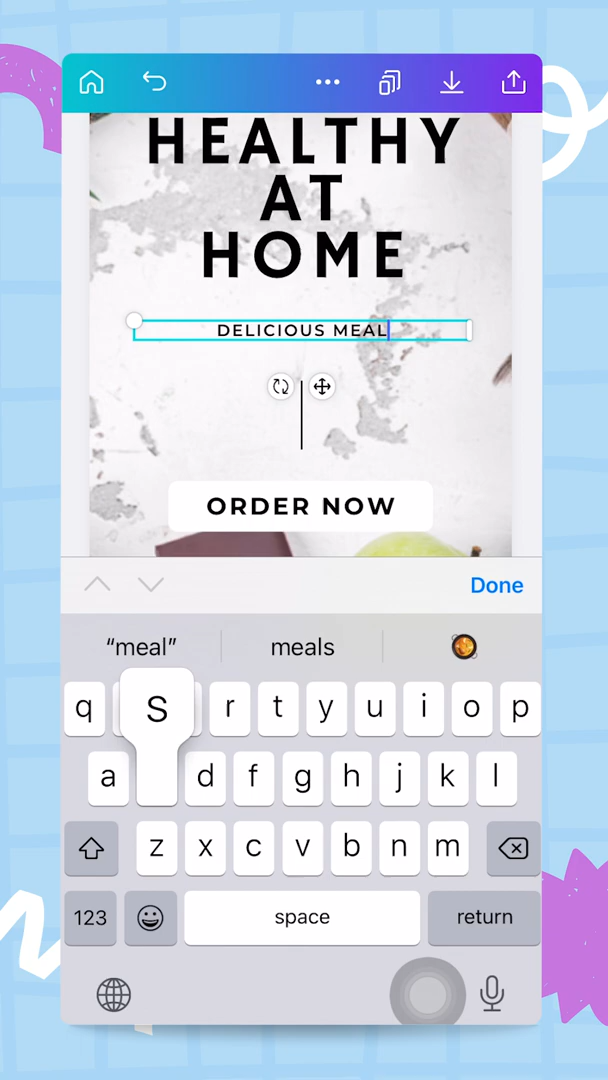 HEALTHY
AT
HOME
DELICIOUS MEAL
ORDER NOW
Done
“meal” meals
q S r t y u i o p
a d f g h j k l
z x c v b n m
123 space return